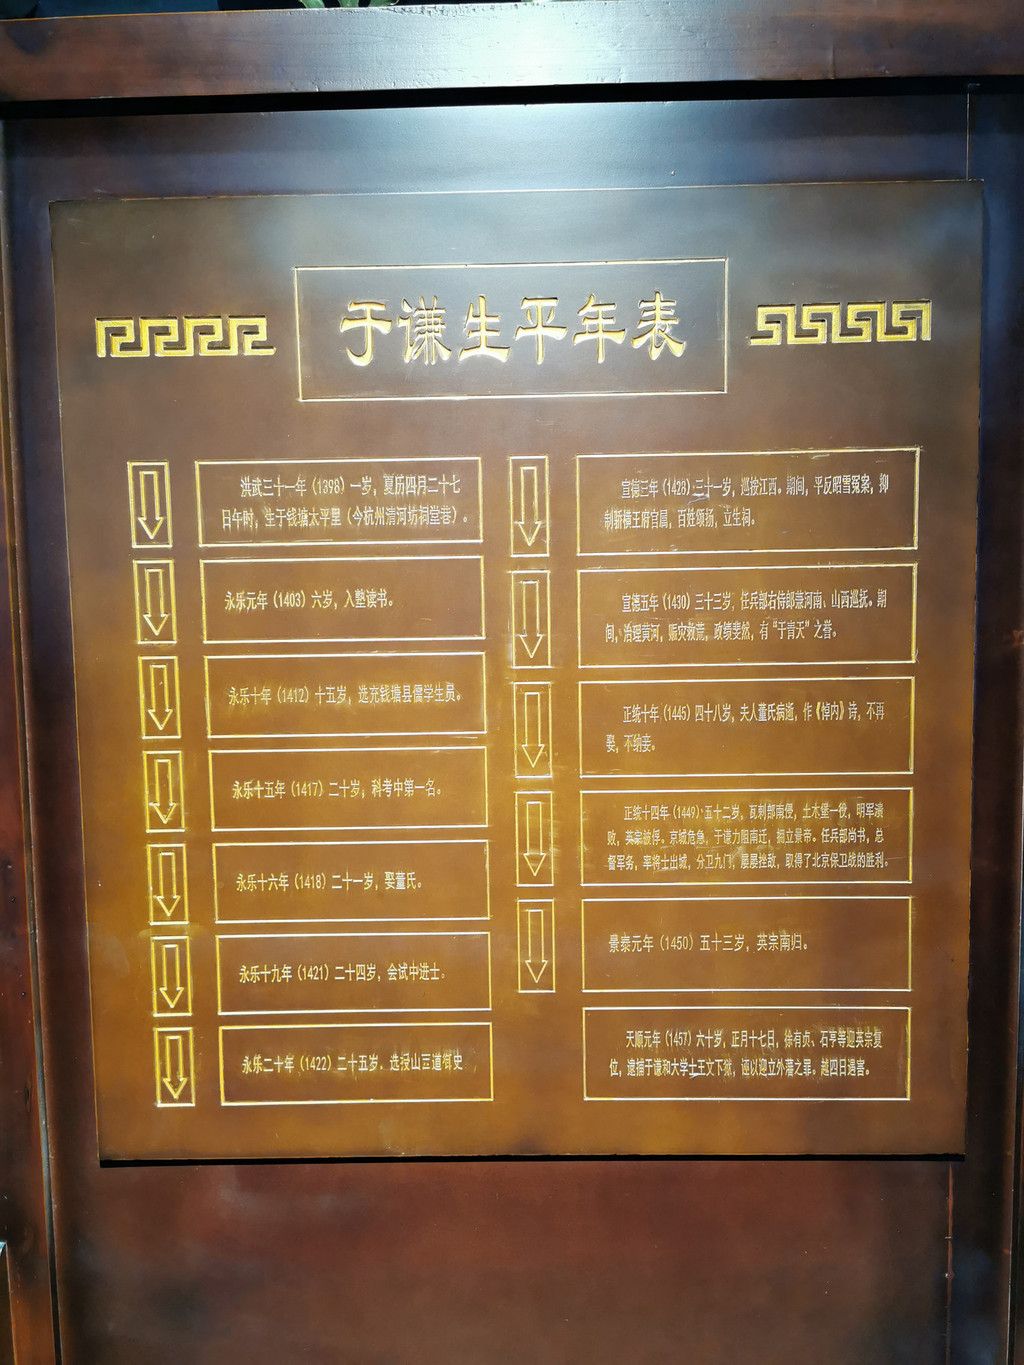 于谦生平年表
洪武三十一年（1398）一岁，夏历四月二十七
日午时，生于钱塘太平里（今杭州清河坊祠堂巷）。
永乐元年（1403）六岁，入塾读书。
永乐十年（1412）十五岁，选充钱塘县儒学生员。
永乐十五年（1417）二十岁，科考中第一名。
永乐十六年（1418）二十一岁，娶董氏。
永乐十九年（1421）二十四岁，会试中进士。
永乐二十年（1422）二十五岁，选授山西道御史
宣德三年（1428）三十一岁，巡按江西。期间，平反昭雪冤案，抑
制骄横王府官属，百姓颂扬，立生祠。
宣德五年（1430）三十三岁，任兵部右侍郎兼河南、山西巡抚。期
间，治理黄河，赈灾救荒，政绩斐然，有“于青天”之誉。
正统十年（1445）四十八岁，夫人董氏病逝，作《悼内》诗，不再
娶，不纳妾。
正统十四年（1449）五十二岁，瓦剌部南侵，土木堡一役，明军溃
败，英宗被俘。京城危急，于谦力阻南迁，拥立景帝。任兵部尚书，总
督军务，率将士出城，分卫九门，屡屡挫敌，取得了北京保卫战的胜利。
景泰元年（1450）五十三岁，英宗南归。
天顺元年（1457）六十岁，正月十七日，徐有贞、石亨等迎英宗复
位，逮捕于谦和大学士王文下狱，诬以迎立外藩之罪。越四日遇害。